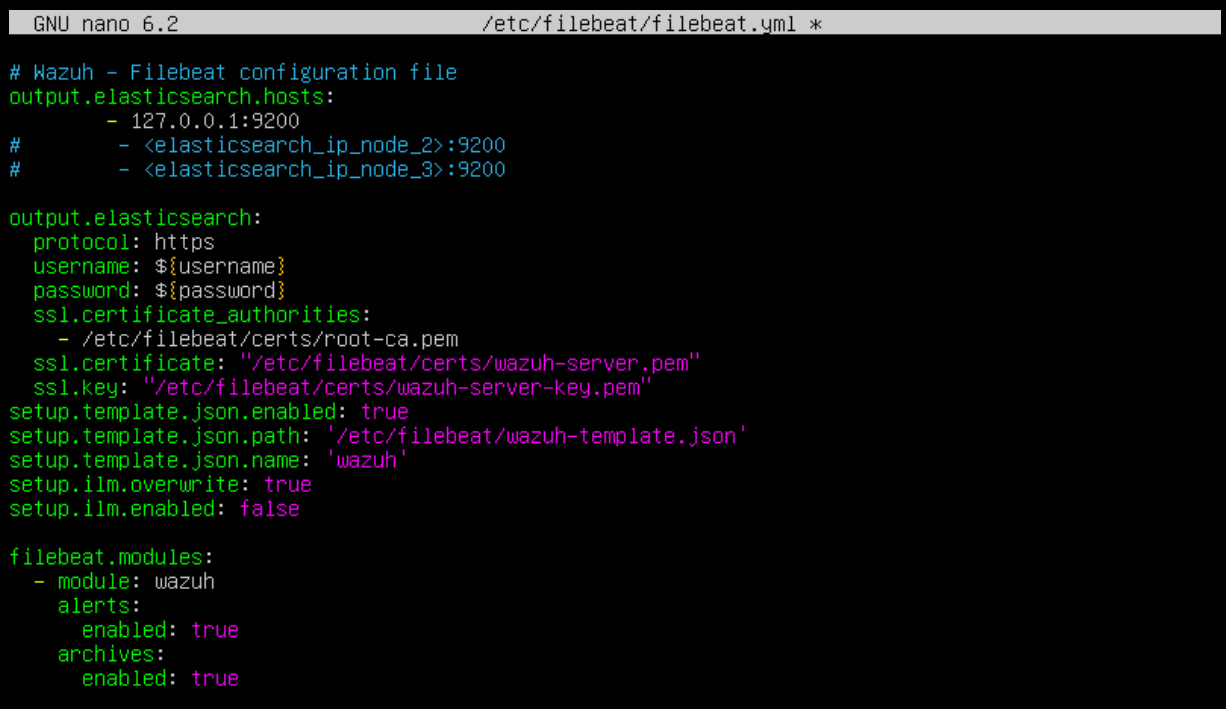 GNU nano 6.2 /etc/filebeat/filebeat.yml *
# Wazuh - Filebeat configuration file
output.elasticsearch.hosts:
        - 127.0.0.1:9200
#        - <elasticsearch_ip_node_2>:9200
#        - <elasticsearch_ip_node_3>:9200
output.elasticsearch:
  protocol: https
  username: ${username}
  password: ${password}
  ssl.certificate_authorities:
    - /etc/filebeat/certs/root-ca.pem
  ssl.certificate: "/etc/filebeat/certs/wazuh-server.pem"
  ssl.key: "/etc/filebeat/certs/wazuh-server-key.pem"
setup.template.json.enabled: true
setup.template.json.path: '/etc/filebeat/wazuh-template.json'
setup.template.json.name: 'wazuh'
setup.ilm.overwrite: true
setup.ilm.enabled: false
filebeat.modules:
  - module: wazuh
    alerts:
      enabled: true
    archives:
      enabled: true